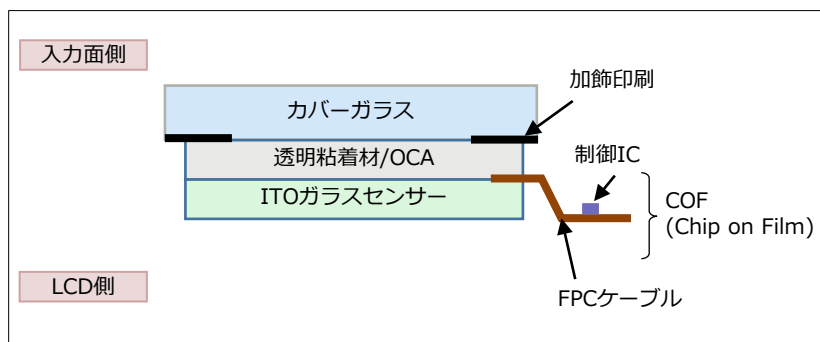 入力面側
加飾印刷
カバーガラス
透明粘着材/OCA
制御IC
ITOガラスセンサー
COF
(Chip on Film)
LCD側
FPCケーブル